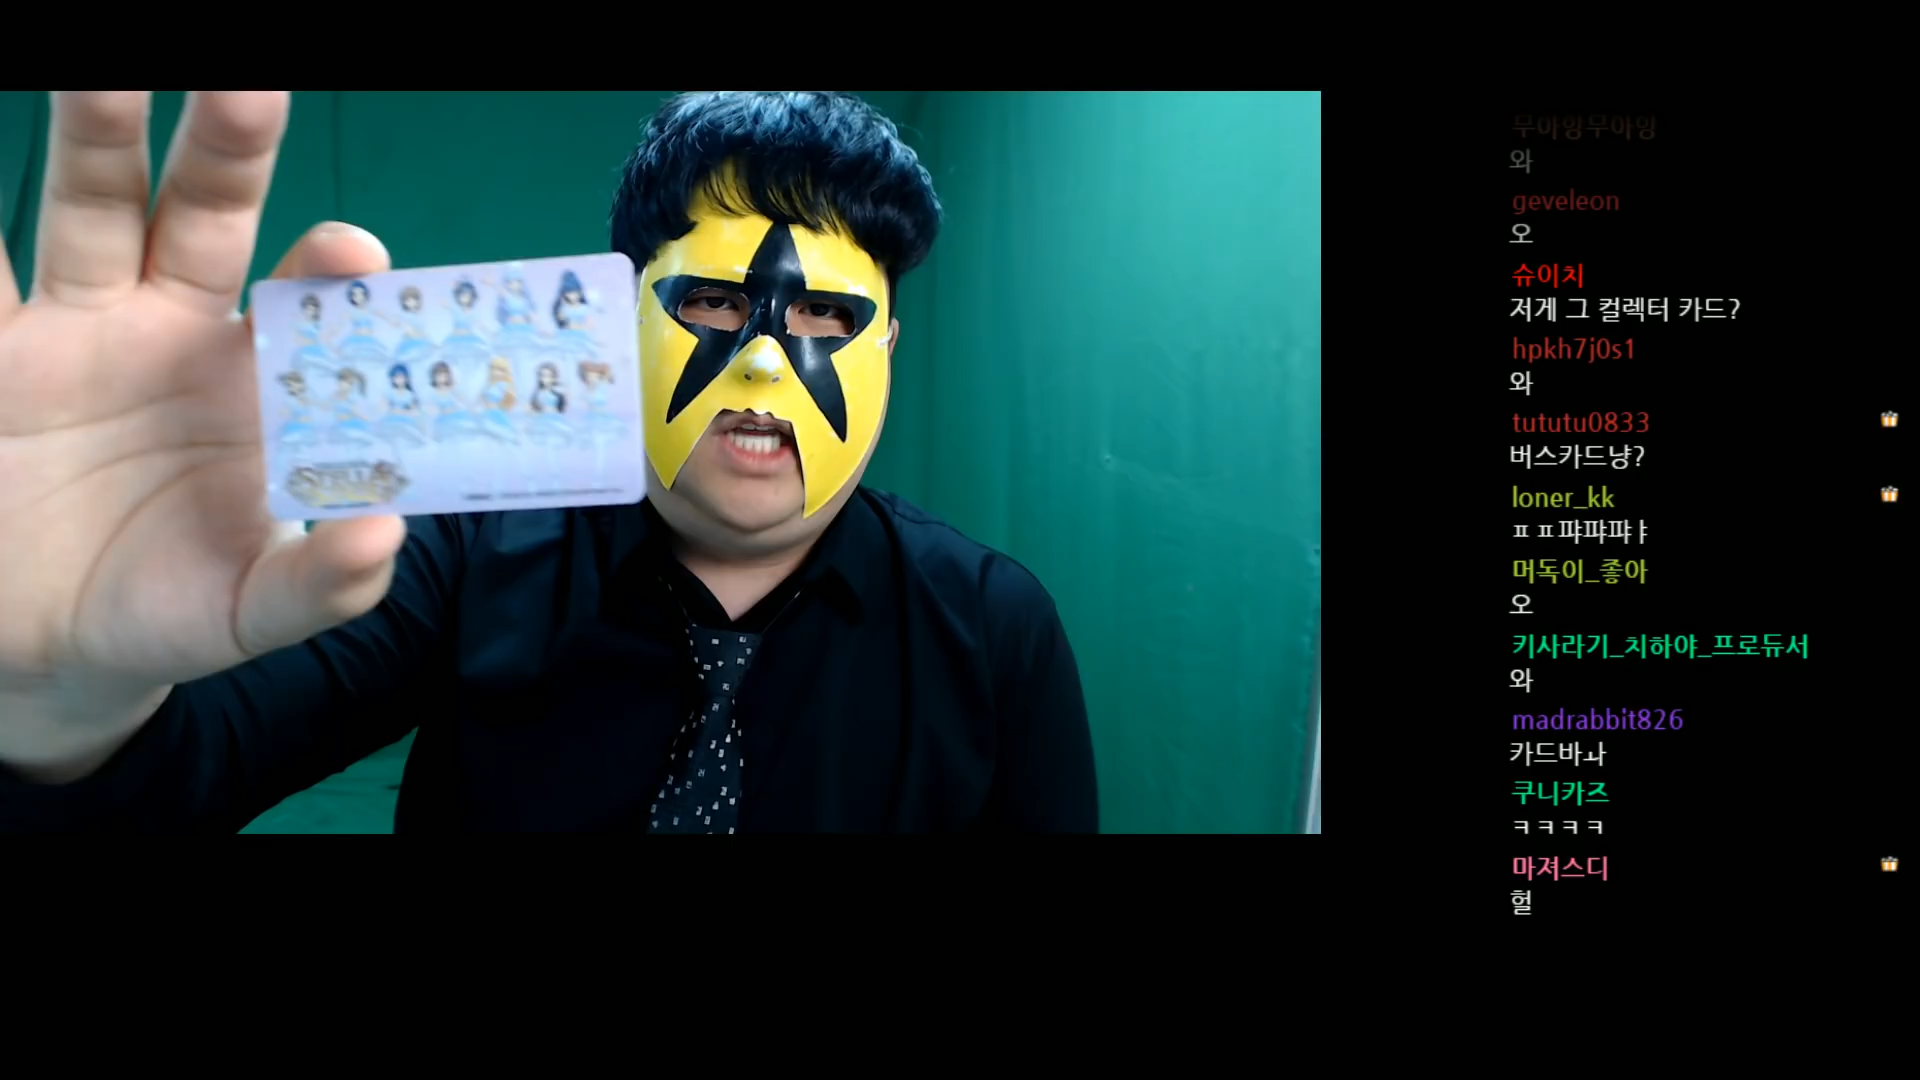 무마앙무아잉
와
geveleon
오
슈이치
저게 그 컬렉터 카드?
hpkh7j0s1
와
tututu0833
버스카드냥?
loner_kk
ㅍㅍ퍄퍄퍄ㅑ
머독이_좋아
오
키사라기_치하야_프로듀서
와
madrabbit826
카드바ㅘ
쿠니카즈
ㅋㅋㅋㅋ
마져스디
헐